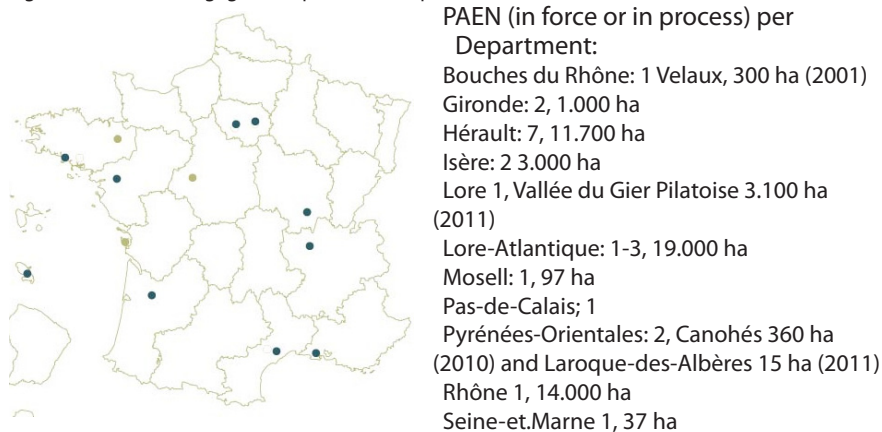 PAEN (in force or in process) per
Department:
Bouches du Rhône: 1 Velaux, 300 ha (2001)
Gironde: 2, 1.000 ha
Hérault: 7, 11.700 ha
Isère: 2 3.000 ha
Lore 1, Vallée du Gier Pilatoise 3.100 ha
(2011)
Lore-Atlantique: 1-3, 19.000 ha
Mosell: 1, 97 ha
Pas-de-Calais; 1
Pyrénées-Orientales: 2, Canohés 360 ha
(2010) and Laroque-des-Albères 15 ha (2011)
Rhône 1, 14.000 ha
Seine-et.Marne 1, 37 ha